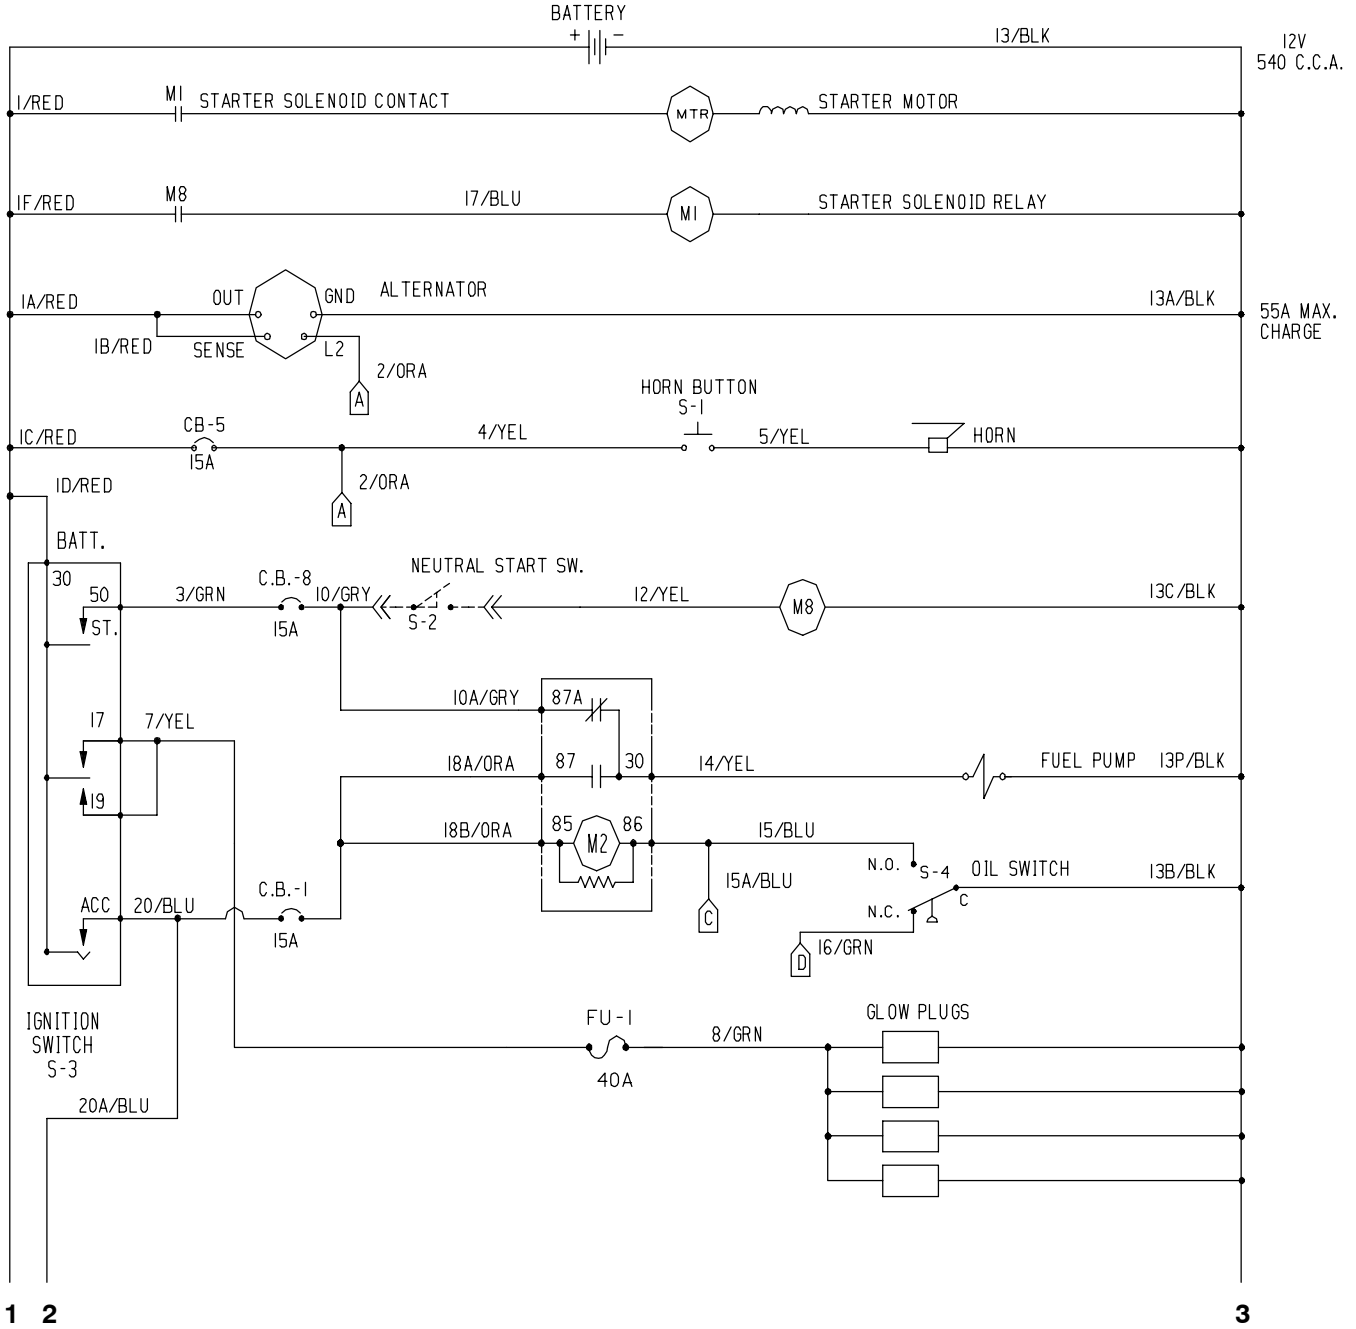 BATTERY
+ -
13/BLK
12V
540 C.C.A.
1/RED
M1
STARTER SOLENOID CONTACT
MTR
STARTER MOTOR
1F/RED
M8
17/BLU
M1
STARTER SOLENOID RELAY
1A/RED
OUT
GND
ALTERNATOR
13A/BLK
55A MAX.
CHARGE
1B/RED
SENSE
L2
2/ORA
A
HORN BUTTON
S-1
1C/RED
CB-5
15A
4/YEL
5/YEL
HORN
2/ORA
A
1D/RED
BATT.
30
50
ST.
3/GRN
C.B.-8
15A
10/GRY
NEUTRAL START SW.
S-2
12/YEL
M8
13C/BLK
10A/GRY
87A
17
7/YEL
18A/ORA
87
30
14/YEL
FUEL PUMP
13P/BLK
19
18B/ORA
85
M2
86
15/BLU
15A/BLU
C
N.O.
S-4
OIL SWITCH
13B/BLK
C
N.C.
16/GRN
D
ACC
20/BLU
C.B.-1
15A
IGNITION
SWITCH
S-3
FU-1
40A
8/GRN
GLOW PLUGS
20A/BLU
1 2 3